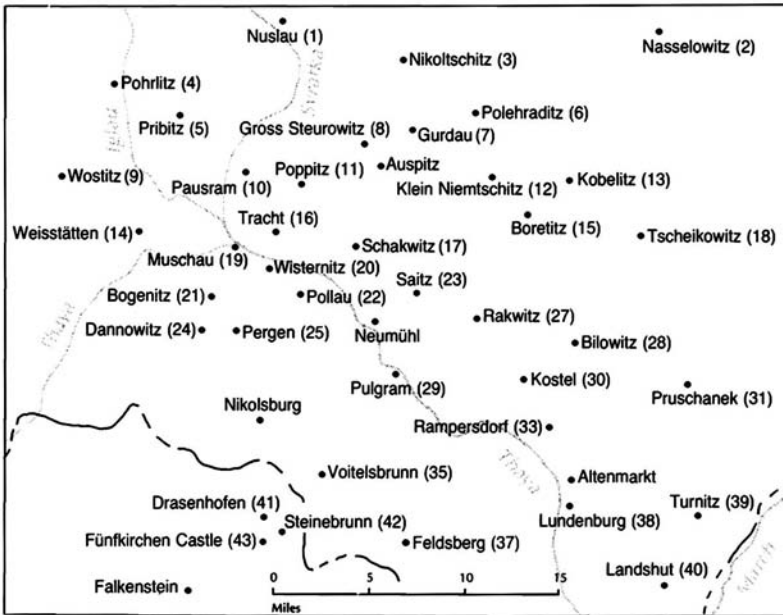 Nuslau (1)
Nasselowitz (2)
Svratka
Nikoltschitz (3)
Pohrlitz (4)
Iglau
Polehraditz (6)
Pribitz (5)
Gross Steurowitz (8)
Gurdau (7)
Auspitz
Wostitz (9)
Poppitz (11)
Pausram (10)
Klein Niemtschitz (12)
Kobelitz (13)
Tracht (16)
Weisstätten (14)
Boretitz (15)
Tscheikowitz (18)
Schakwitz (17)
Muschau (19)
Wisternitz (20)
Saitz (23)
Bogenitz (21)
Pollau (22)
Thaya
Rakwitz (27)
Dannowitz (24)
Pergen (25)
Neumühl
Bilowitz (28)
Pulgram (29)
Kostel (30)
Pruschanek (31)
Nikolsburg
Rampersdorf (33)
Voitelsbrunn (35)
Thaya
Altenmarkt
Drasenhofen (41)
Turnitz (39)
Steinebrunn (42)
Lundenburg (38)
Fünfkirchen Castle (43)
Feldsberg (37)
March
Landshut (40)
Falkenstein
0 5 10 15
Miles